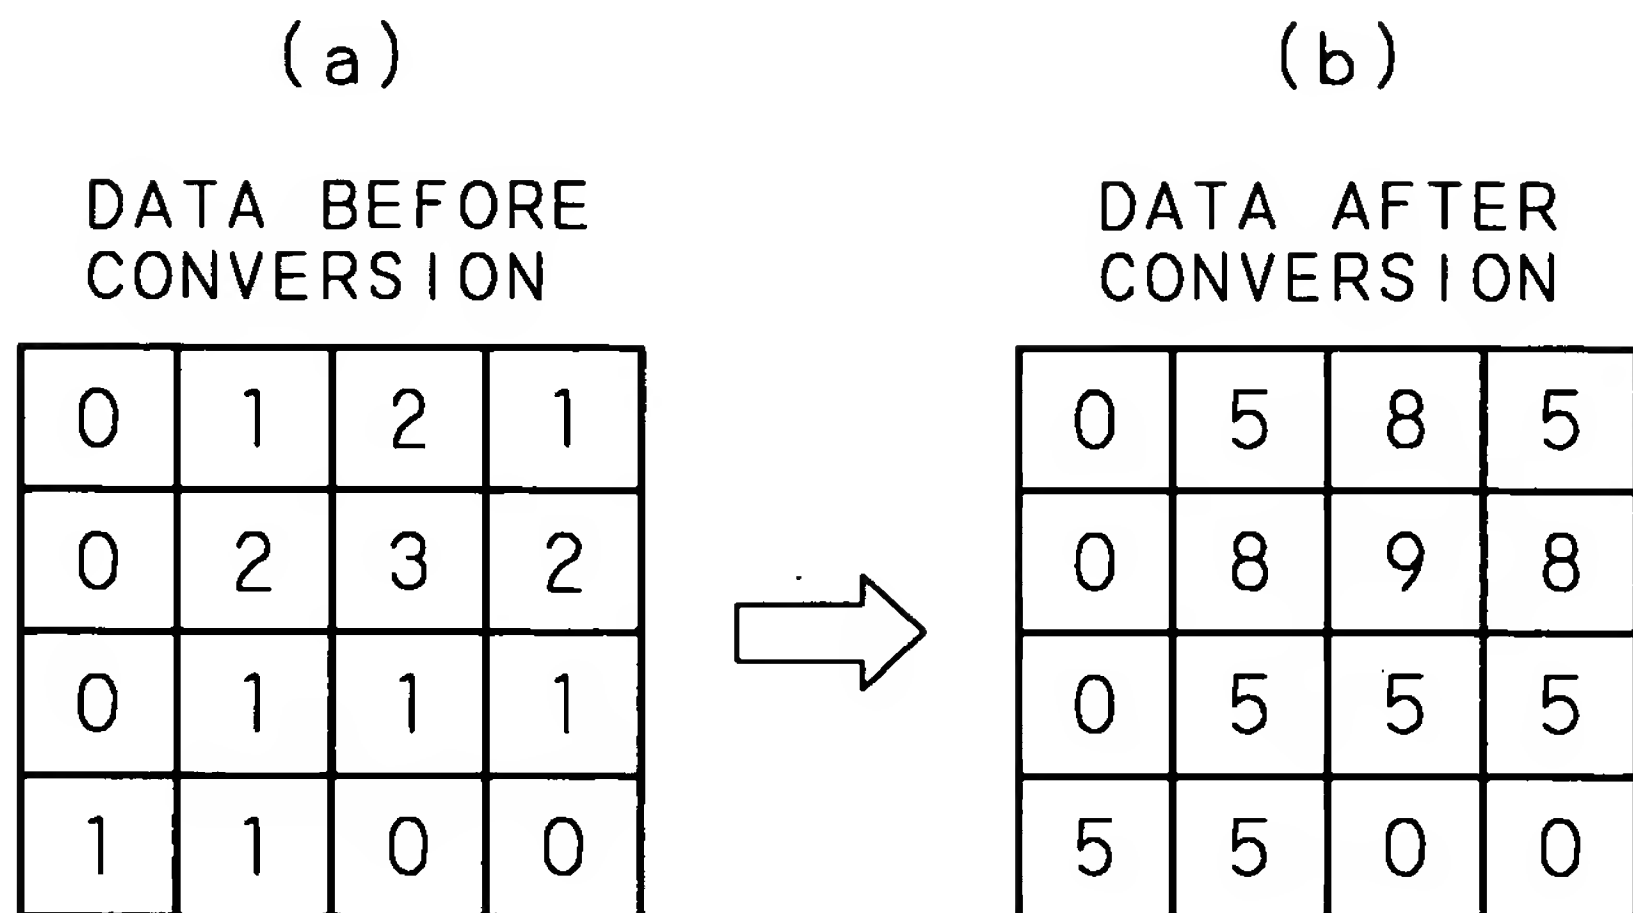 (a)
DATA BEFORE
CONVERSION
0 1 2 1
0 2 3 2
0 1 1 1
1 1 0 0
(b)
DATA AFTER
CONVERSION
0 5 8 5
0 8 9 8
0 5 5 5
5 5 0 0